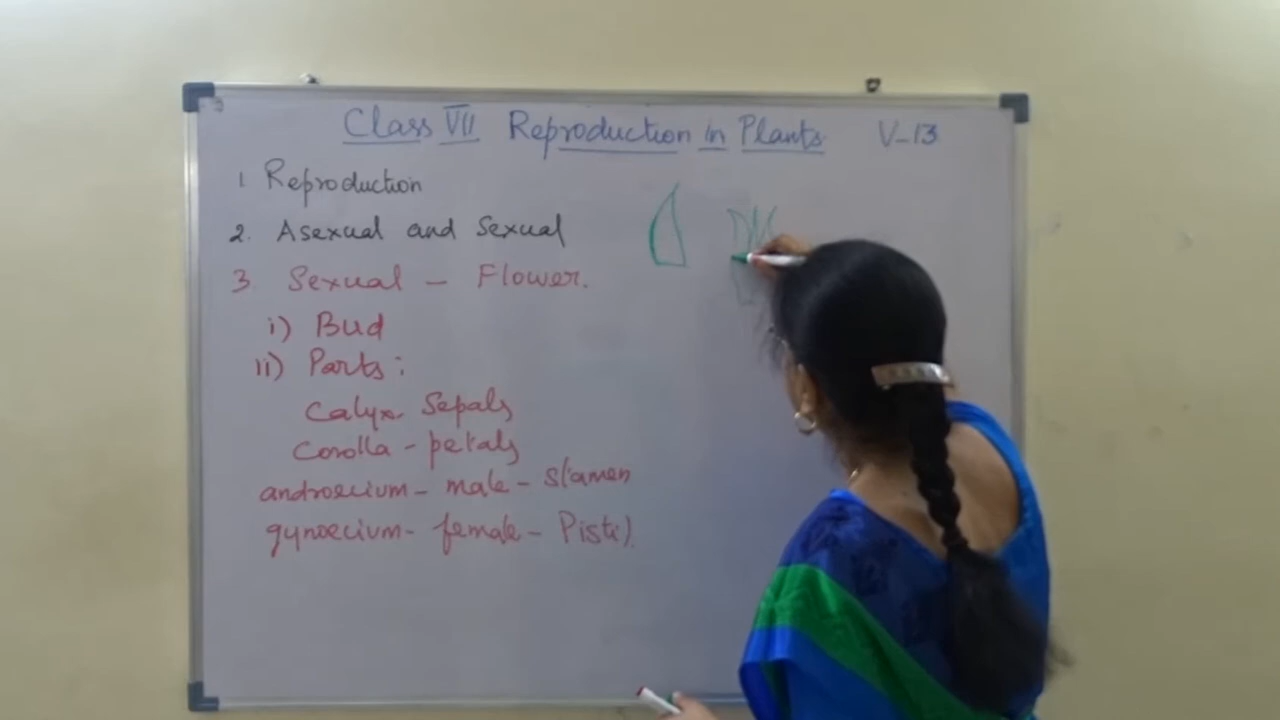 Class VII Reproduction in Plants V-13
1. Reproduction
2. Asexual and Sexual
3 Sexual - Flower.
i) Bud
ii) Parts:
Calyx. Sepals
Corolla - petals
androecium - male - stamen
gynoecium - female - Pistil.